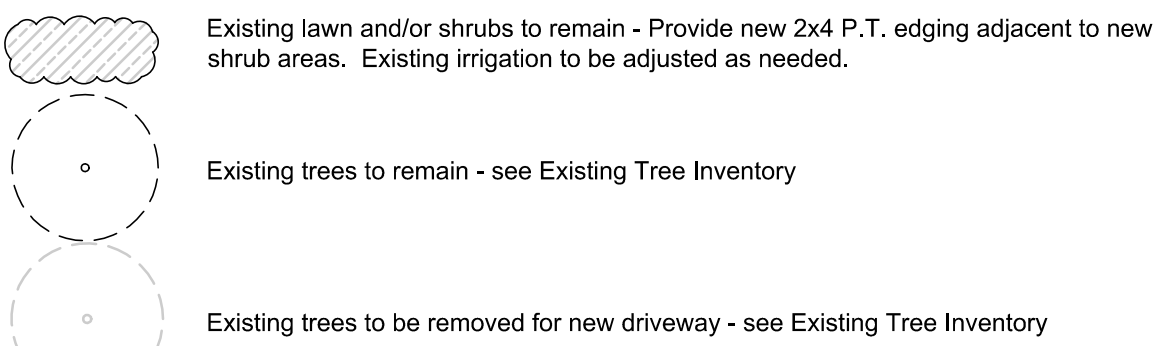 Existing lawn and/or shrubs to remain - Provide new 2x4 P.T. edging adjacent to new
shrub areas.  Existing irrigation to be adjusted as needed.
Existing trees to remain - see Existing Tree Inventory
Existing trees to be removed for new driveway - see Existing Tree Inventory